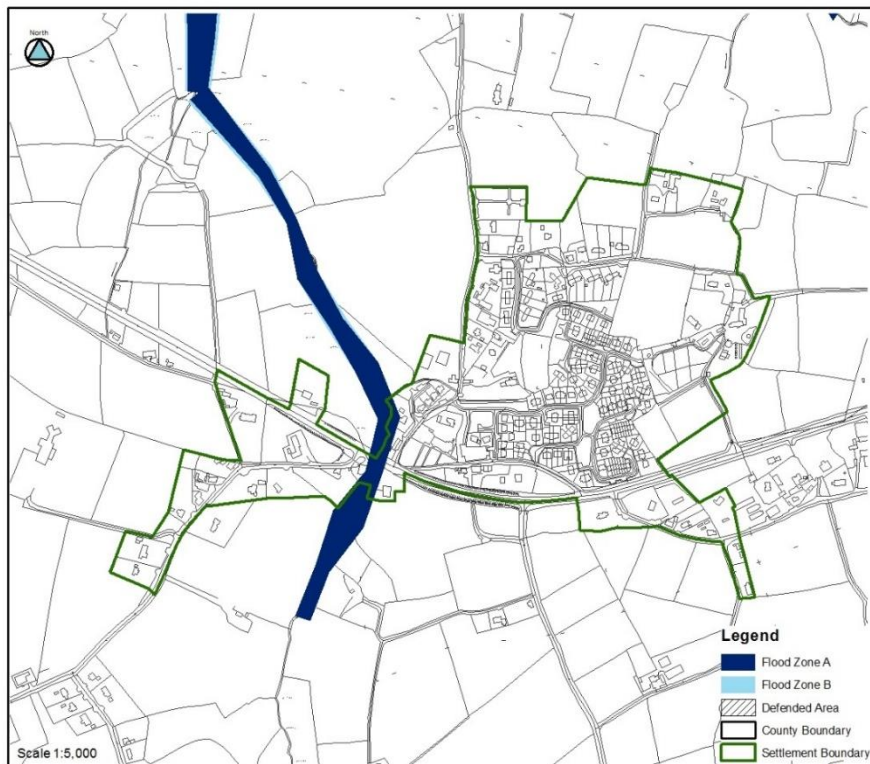 North
Legend
Flood Zone A
Flood Zone B
Defended Area
County Boundary
Settlement Boundary
Scale 1:5,000